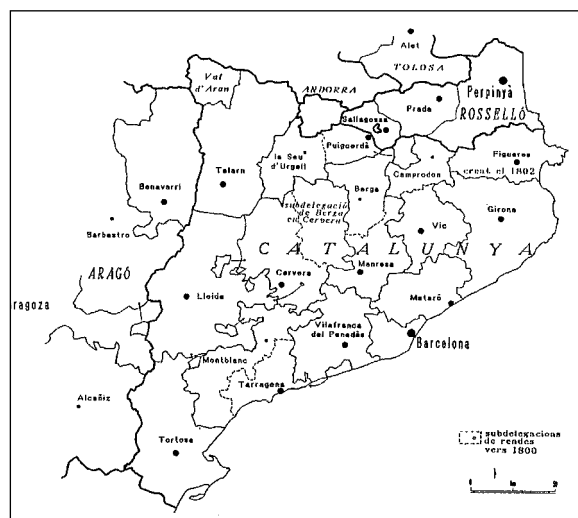 Alet
TOLOSA
Val
d'Aran
ANDORRA
Perpinyà
ROSSELLÓ
Prada
Sallagossa
Puigcerdà
la Seu
d'Urgell
Figueres
creat el 1802
Camprodon
Talarn
Benavarri
Berga
subdelegació
de Berga
en Cervera
Vic
Girona
Barbastro
CATALUNYA
ARAGÓ
Manresa
Cervera
Lleida
Mataró
ragoza
Vilafranca
del Penedès
Barcelona
Montblanc
Tarragona
Alcañiz
Tortosa
subdelegacions
de rendes
vers 1800